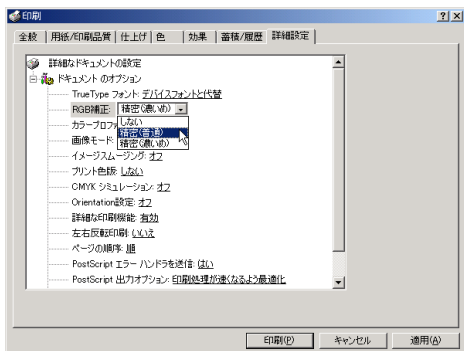 印刷
全般 用紙/印刷品質 仕上げ 色 効果 蓄積/履歴 詳細設定
詳細なドキュメントの設定
ドキュメント のオプション
TrueType フォント: デバイスフォントと代替
RGB補正: 精密(濃いめ)
しない
精密(普通)
精密(濃いめ)
カラープロファ
画像モード:
イメージスムージング: オフ
プリント色版: しない
CMYK シミュレーション: オフ
Orientation設定: オフ
詳細な印刷機能: 有効
左右反転印刷: いいえ
ページの順序: 順
PostScript エラー ハンドラを送信: はい
PostScript 出力オプション: 印刷処理が速くなるよう最適化
印刷(P) キャンセル 適用(A)